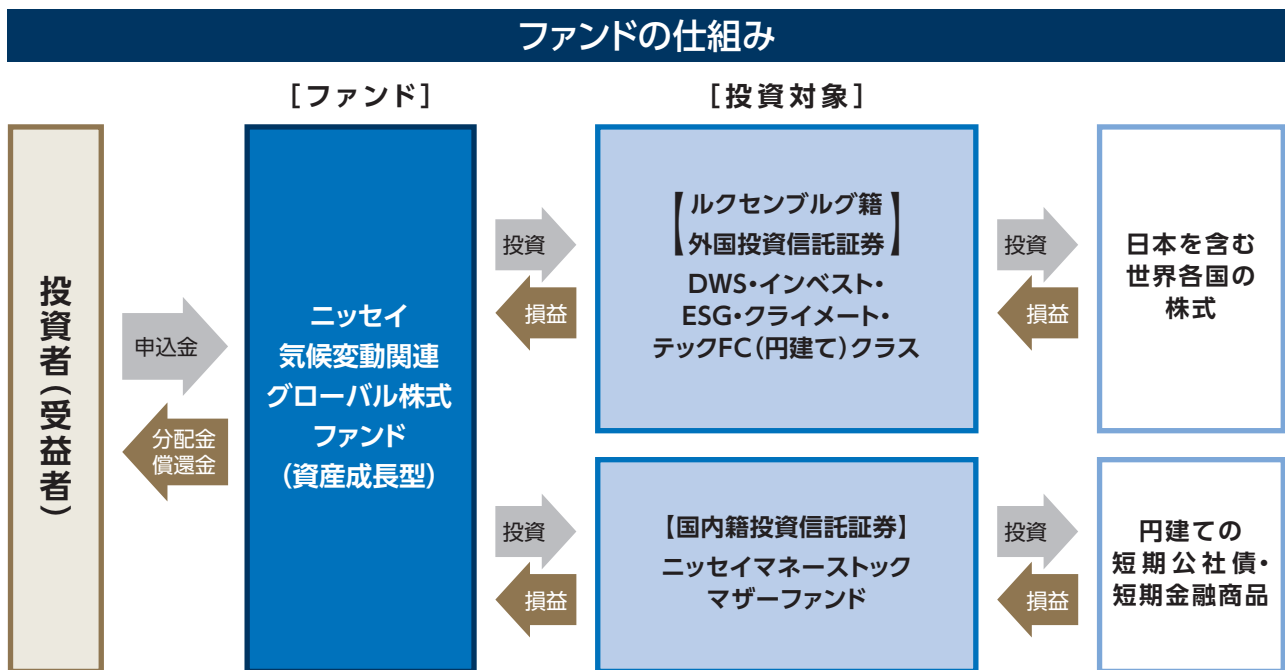 ファンドの仕組み
[ファンド]
[投資対象]
投資者(受益者)
申込金
分配金
償還金
ニッセイ
気候変動関連
グローバル株式
ファンド
(資産成長型)
投資
損益
【ルクセンブルグ籍
外国投資信託証券】
DWS・インベスト・
ESG・クライメート・
テックFC(円建て)クラス
投資
損益
日本を含む
世界各国の
株式
投資
損益
【国内籍投資信託証券】
ニッセイマネーストック
マザーファンド
投資
損益
円建ての
短期公社債・
短期金融商品